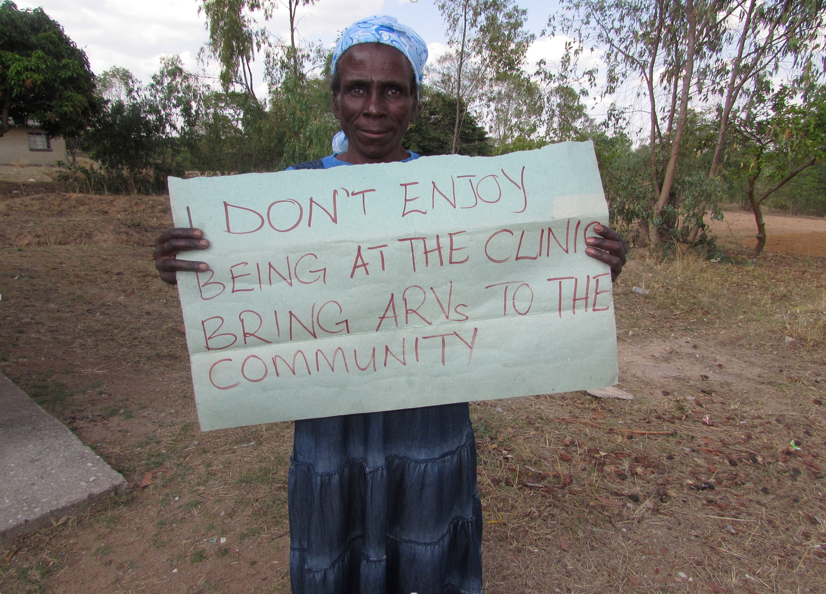 I DON'T ENJOY
BEING AT THE CLINIC
BRING ARVs TO THE
COMMUNITY